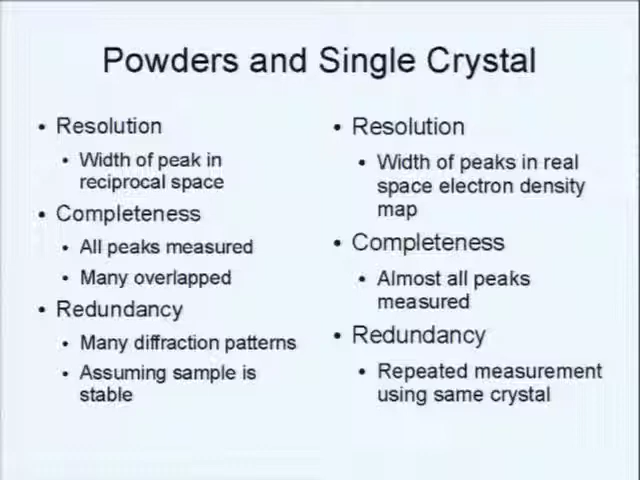 Powders and Single Crystal
• Resolution
• Width of peak in
reciprocal space
• Completeness
• All peaks measured
• Many overlapped
• Redundancy
• Many diffraction patterns
• Assuming sample is
stable
• Resolution
• Width of peaks in real
space electron density
map
• Completeness
• Almost all peaks
measured
• Redundancy
• Repeated measurement
using same crystal